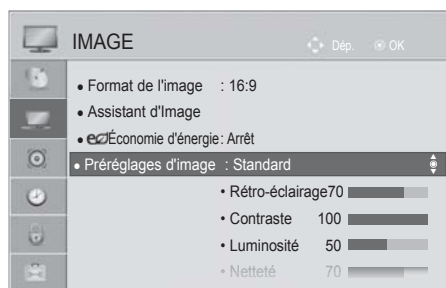 IMAGE
Dép. OK
• Format de l'image : 16:9
• Assistant d'Image
• eco Économie d'énergie: Arrêt
• Préréglages d'image : Standard
• Rétro-éclairage70
• Contraste 100
• Luminosité 50
• Netteté 70